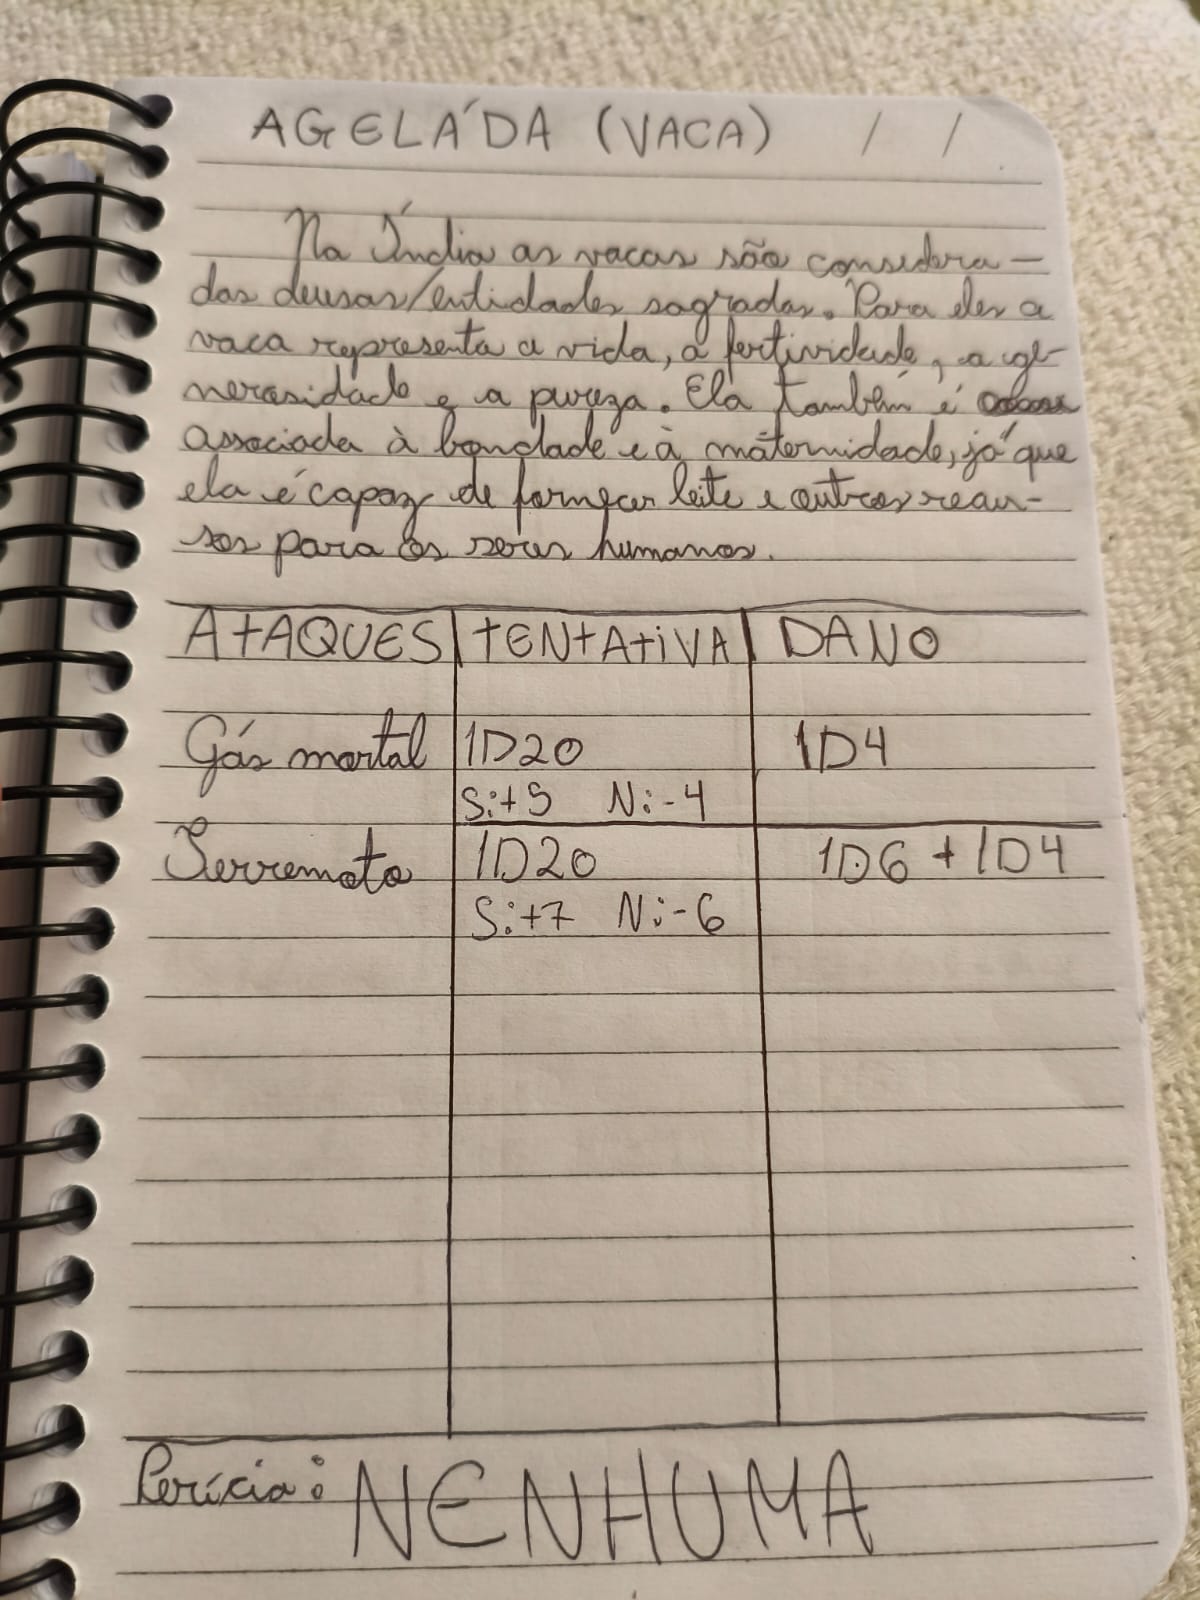 AGELÁDA (VACA) / /
Na Índia as vacas são considera-
das deusas/entidades sagradas. Para eles a
vaca representa a vida, a fertividade, a ge-
nerosidade e a pureza. Ela também é
associada à bondade e à maternidade, já que
ela é capaz de forneçer leite e outros recur-
sos para os seres humanos.
ATAQUES TENTATIVA DANO
Gás mortal 1D20 1D4
S:+5 N:-4
Terremoto 1D20 1D6 + 1D4
S:+7 N:-6
Perícia: NENHUMA